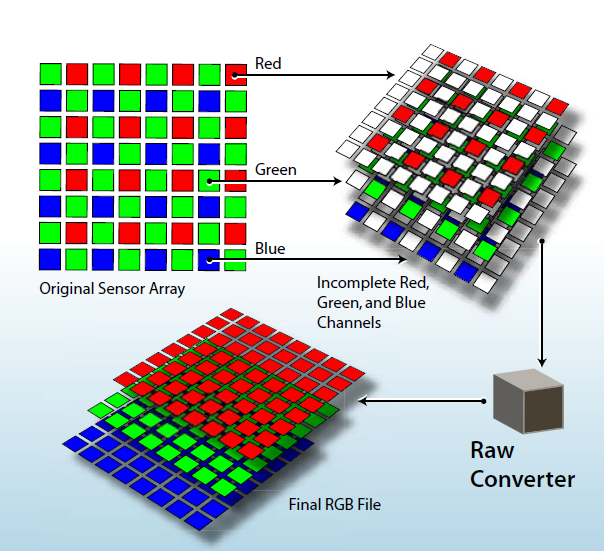 Red
Green
Blue
Original Sensor Array
Incomplete Red,
Green, and Blue
Channels
Raw
Converter
Final RGB File